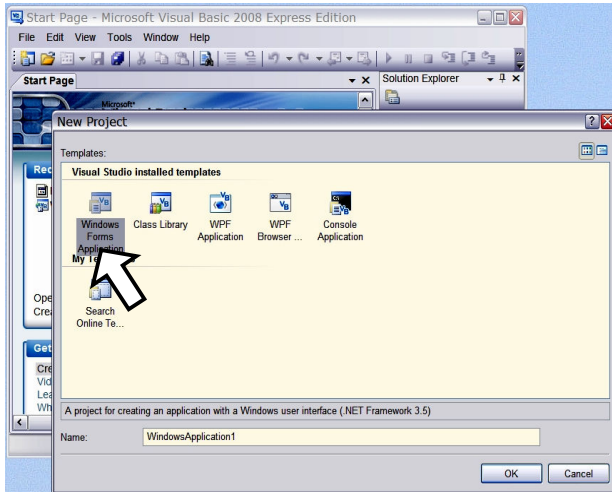 Start Page - Microsoft Visual Basic 2008 Express Edition
File Edit View Tools Window Help
Start Page
Solution Explorer
Microsoft
New Project
Templates:
Visual Studio installed templates
Windows Forms Application
Class Library
WPF Application
WPF Browser ...
Console Application
My Te
Search Online Te...
Rec
Ope
Crea
Get
Cre
Vid
Lea
Wh
A project for creating an application with a Windows user interface (.NET Framework 3.5)
Name: WindowsApplication1
OK Cancel